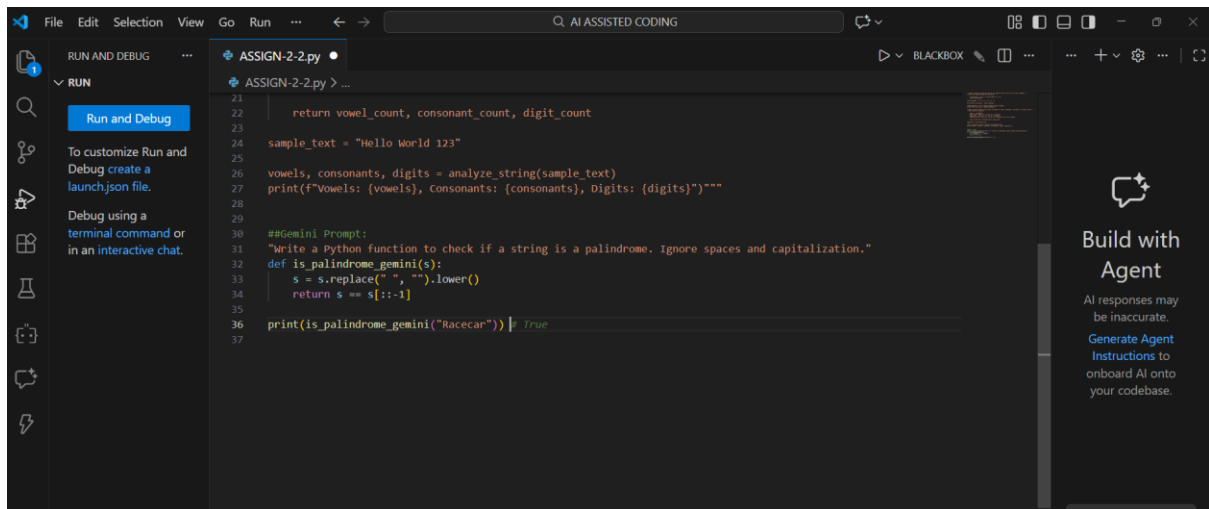 File Edit Selection View Go Run ··· ← → AI ASSISTED CODING
RUN AND DEBUG ···
RUN
Run and Debug
To customize Run and
Debug create a
launch.json file.
Debug using a
terminal command or
in an interactive chat.
1
ASSIGN-2-2.py ●
BLACKBOX
ASSIGN-2-2.py > ...
21
22 return vowel_count, consonant_count, digit_count
23
24 sample_text = "Hello World 123"
25
26 vowels, consonants, digits = analyze_string(sample_text)
27 print(f"Vowels: {vowels}, Consonants: {consonants}, Digits: {digits}")"""
28
29
30 ##Gemini Prompt:
31 "Write a Python function to check if a string is a palindrome. Ignore spaces and capitalization."
32 def is_palindrome_gemini(s):
33 s = s.replace(" ", "").lower()
34 return s == s[::-1]
35
36 print(is_palindrome_gemini("Racecar")) # True
37
Build with
Agent
AI responses may
be inaccurate.
Generate Agent
Instructions to
onboard AI onto
your codebase.